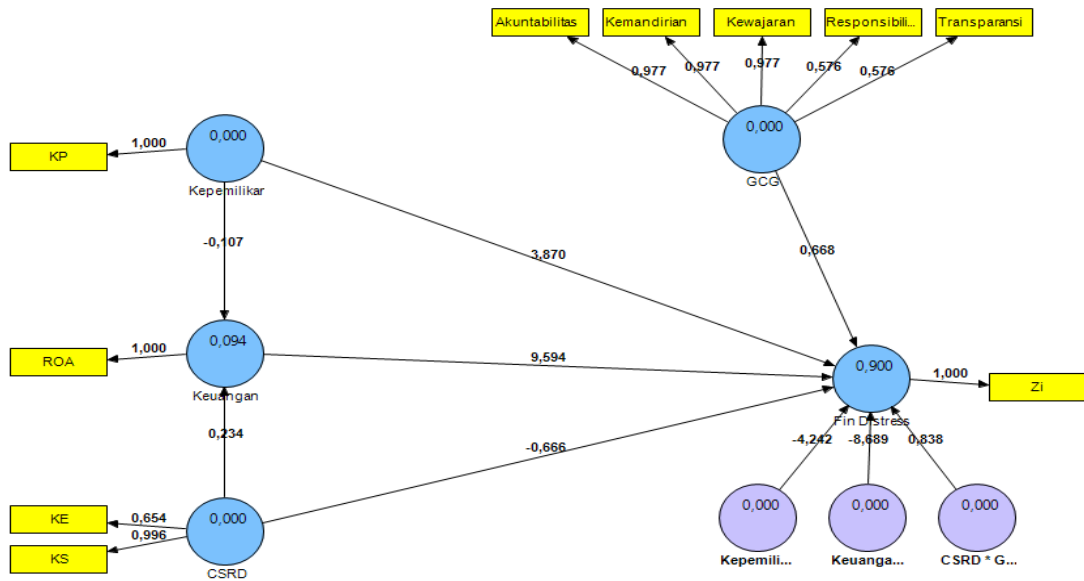 Akuntabilitas
Kemandirian
Kewajaran
Responsibili...
Transparansi
0,977
0,977
0,977
0,576
0,576
0,000
GCG
0,000
Kepemilikar
1,000
KP
-0,107
3,870
0,668
0,094
Keuangan
1,000
ROA
9,594
0,900
Fin Distress
1,000
Zi
0,234
-0,666
-4,242
-8,689
0,838
0,000
CSRD
0,654
KE
0,996
KS
0,000
Kepemili...
0,000
Keuanga...
0,000
CSRD * G...